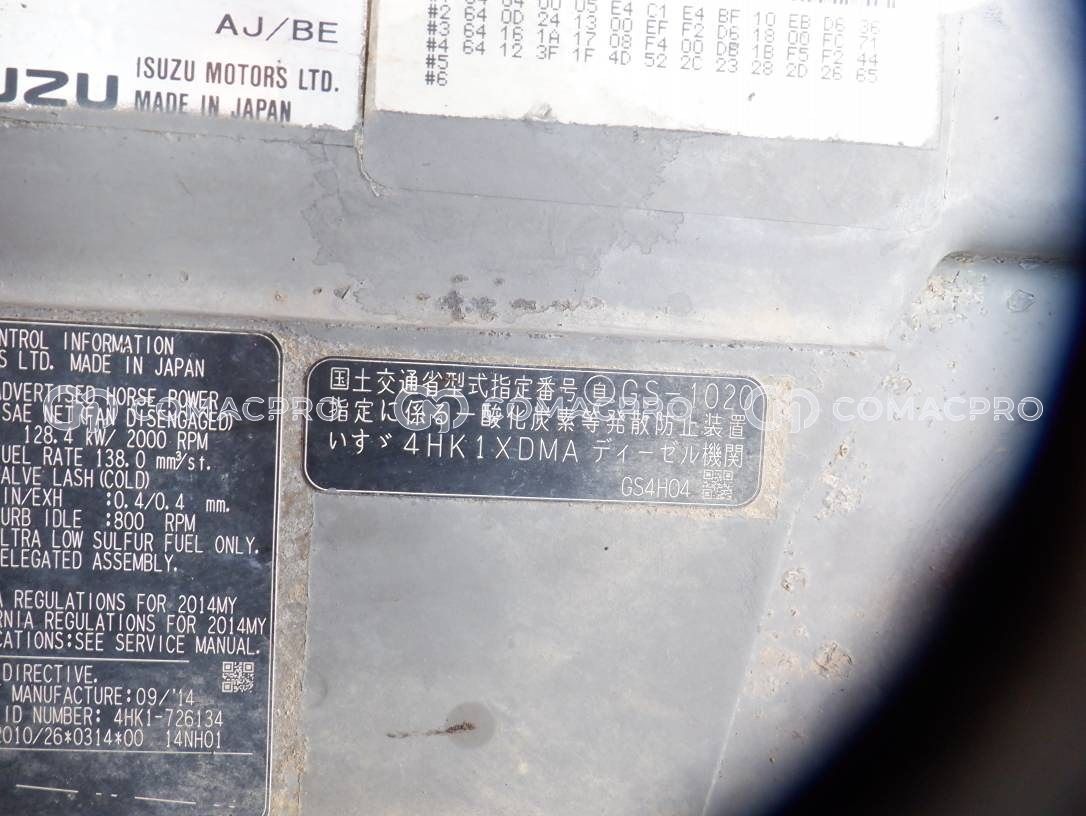 AJ/BE
UZU ISUZU MOTORS LTD.
MADE IN JAPAN
#2 64 0D 24 13 00 EF F2 D6 18 00 F0 71
#3 64 16 1A 17 08 F4 00 DB 1B F5 F2 44
#4 64 12 3F 1F 4D 52 2C 23 28 2D 26 65
#5
#6
NTROL INFORMATION
S LTD. MADE IN JAPAN
ADVERTISED HORSE POWER
SAE NET(FAN DISENGAGED)
128.4 kW/ 2000 RPM
FUEL RATE 138.0 mm³/st.
VALVE LASH(COLD)
IN/EXH :0.4/0.4 mm.
URB IDLE :800 RPM
LTRA LOW SULFUR FUEL ONLY.
ELEGATED ASSEMBLY.
A REGULATIONS FOR 2014MY
RNIA REGULATIONS FOR 2014MY
CATIONS:SEE SERVICE MANUAL.
DIRECTIVE.
MANUFACTURE:09/'14
ID NUMBER: 4HK1-726134
2010/26*0314*00 14NH01
国土交通省型式指定番号 自 GS-1020
指定に係る一酸化炭素等発散防止装置
いすゞ 4HK1XDMA ディーゼル機関
GS4H04
COMACPRO COMACPRO COMACPRO